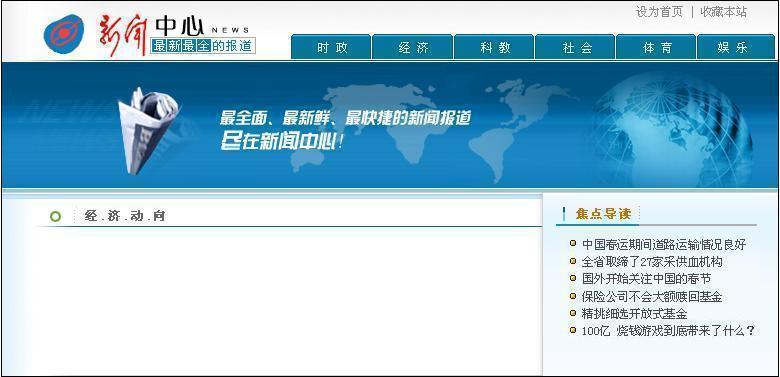 设为首页 | 收藏本站
新闻中心 NEWS
最新最全的报道
时 政 经 济 科 教 社 会 体 育 娱 乐
NEWS
最全面、最新鲜、最快捷的新闻报道
尽在新闻中心!
经.济.动.向
焦点导读
中国春运期间道路运输情况良好
全省取缔了27家采供血机构
国外开始关注中国的春节
保险公司不会大额赎回基金
精挑细选开放式基金
100亿 烧钱游戏到底带来了什么?